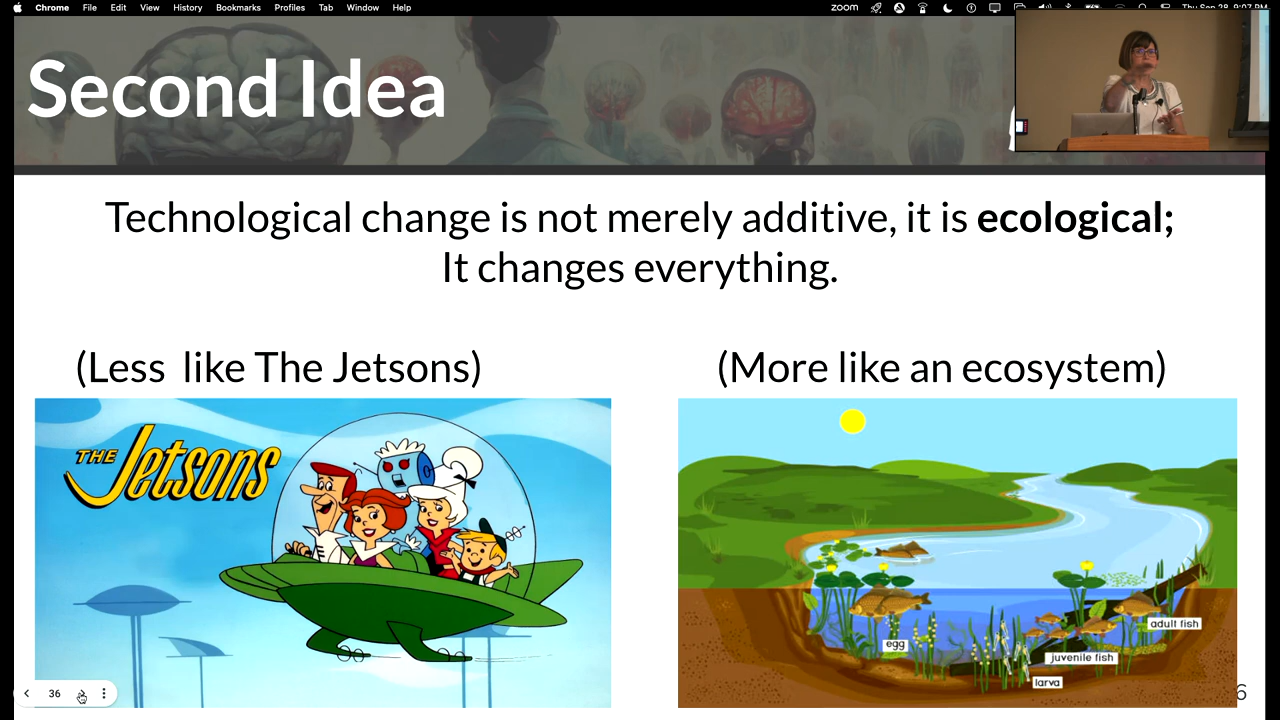 Chrome File Edit View History Bookmarks Profiles Tab Window Help zoom
Second Idea
Technological change is not merely additive, it is ecological;
It changes everything.
(Less like The Jetsons)
(More like an ecosystem)
THE Jetsons
egg
adult fish
juvenile fish
larva
36
6